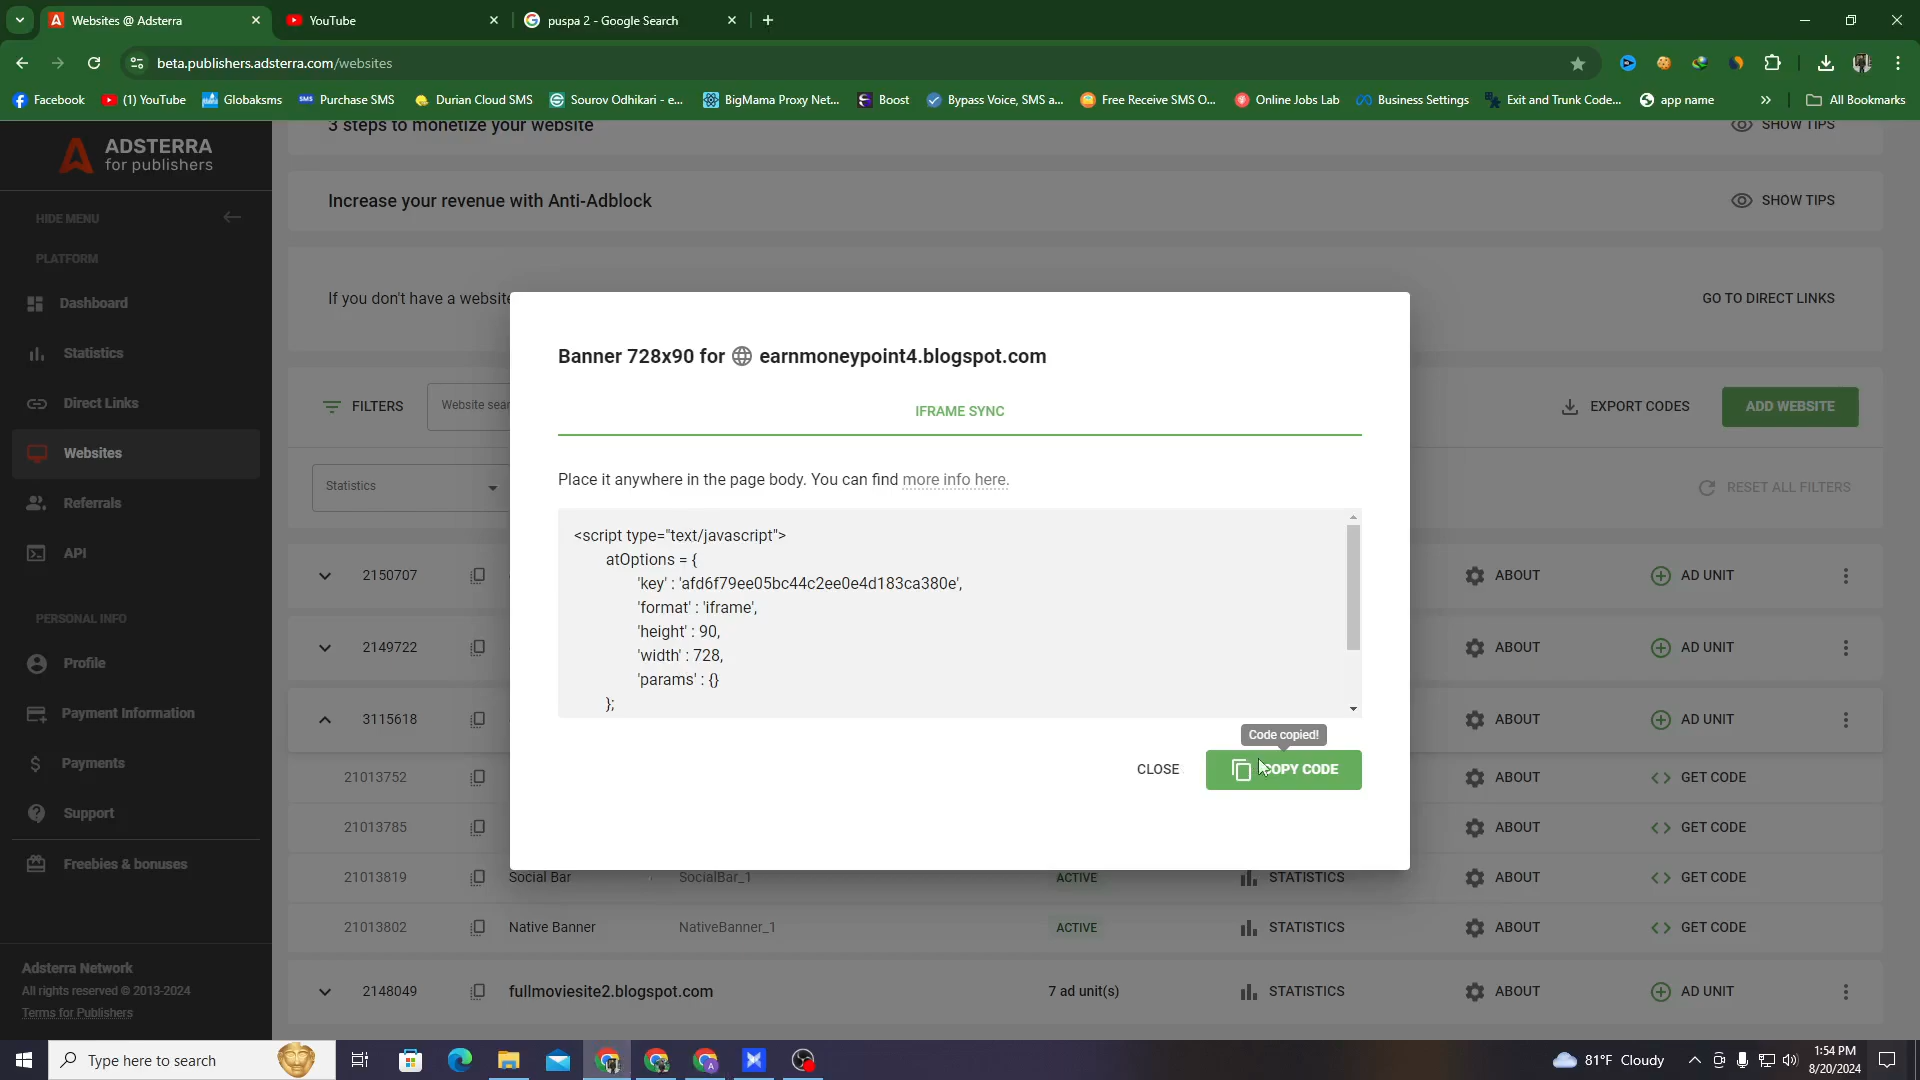 Websites @ Adsterra
YouTube
puspa 2 - Google Search
beta.publishers.adsterra.com/websites
Facebook
(1) YouTube
Globaksms
SMS
Purchase SMS
Durian Cloud SMS
Sourov Odhikari - e...
BigMama Proxy Net...
Boost
Bypass Voice, SMS a...
Free Receive SMS O...
Online Jobs Lab
Business Settings
Exit and Trunk Code...
app name
All Bookmarks
ADSTERRA
for publishers
HIDE MENU
PLATFORM
Dashboard
Statistics
Direct Links
Websites
Referrals
API
PERSONAL INFO
Profile
Payment Information
Payments
Support
Freebies & bonuses
Adsterra Network
All rights reserved © 2013-2024
Terms for Publishers
3 steps to monetize your website
SHOW TIPS
Increase your revenue with Anti-Adblock
SHOW TIPS
If you don't have a website
GO TO DIRECT LINKS
FILTERS
Website sear
EXPORT CODES
ADD WEBSITE
Statistics
RESET ALL FILTERS
2150707
ABOUT
AD UNIT
2149722
ABOUT
AD UNIT
3115618
ABOUT
AD UNIT
21013752
ABOUT
GET CODE
21013785
ABOUT
GET CODE
21013819
Social Bar
SocialBar_1
ACTIVE
STATISTICS
ABOUT
GET CODE
21013802
Native Banner
NativeBanner_1
ACTIVE
STATISTICS
ABOUT
GET CODE
2148049
fullmoviesite2.blogspot.com
7 ad unit(s)
STATISTICS
ABOUT
AD UNIT
Banner 728x90 for earnmoneypoint4.blogspot.com
IFRAME SYNC
Place it anywhere in the page body. You can find more info here.
<script type="text/javascript">
atOptions = {
'key' : 'afd6f79ee05bc44c2ee0e4d183ca380e',
'format' : 'iframe',
'height' : 90,
'width' : 728,
'params' : {}
};
Code copied!
CLOSE
COPY CODE
Type here to search
81°F Cloudy
1:54 PM
8/20/2024